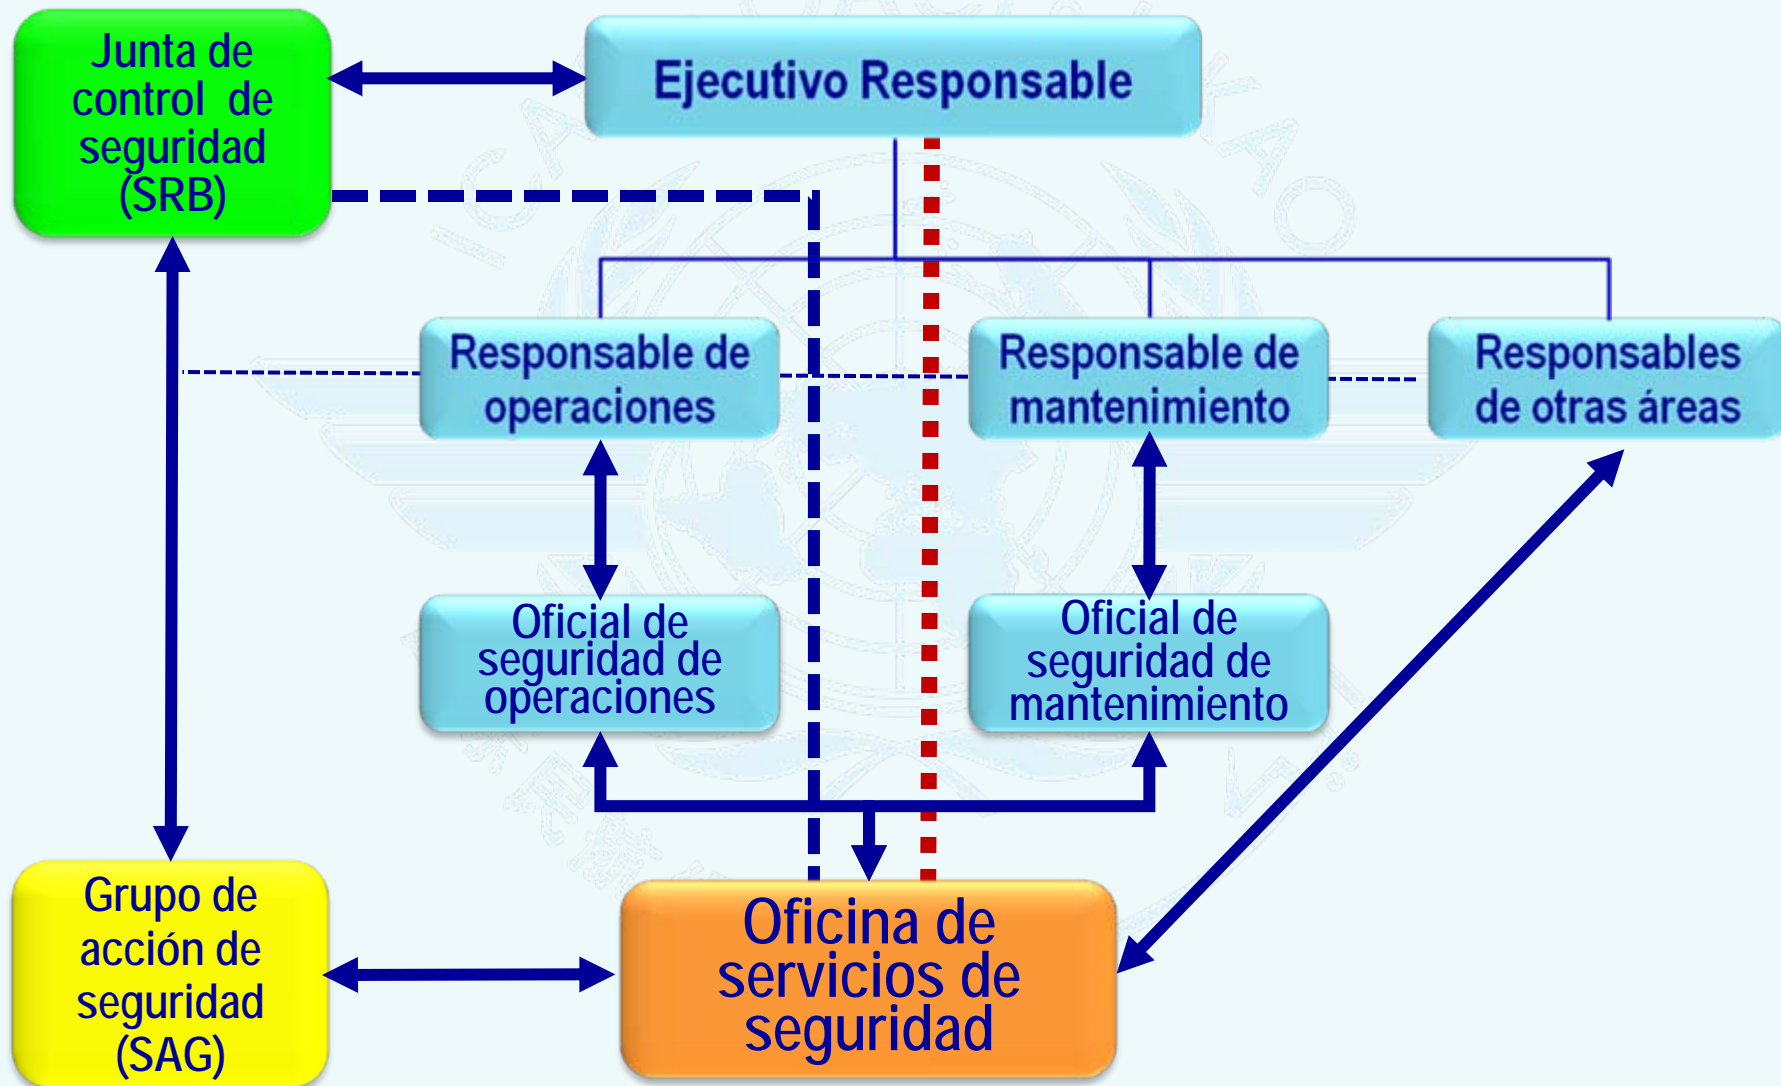 Junta de
control de
seguridad
(SRB)
Ejecutivo Responsable
Responsable de
operaciones
Responsable de
mantenimiento
Responsables
de otras áreas
Oficial de
seguridad de
operaciones
Oficial de
seguridad de
mantenimiento
Grupo de
acción de
seguridad
(SAG)
Oficina de
servicios de
seguridad